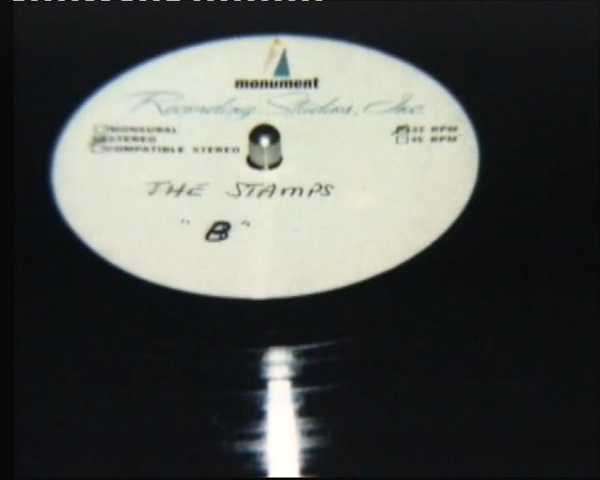 monument
Recording Studios, Inc.
MONAURAL
STEREO
COMPATIBLE STEREO
33 RPM
45 RPM
THE STAMPS
"B"